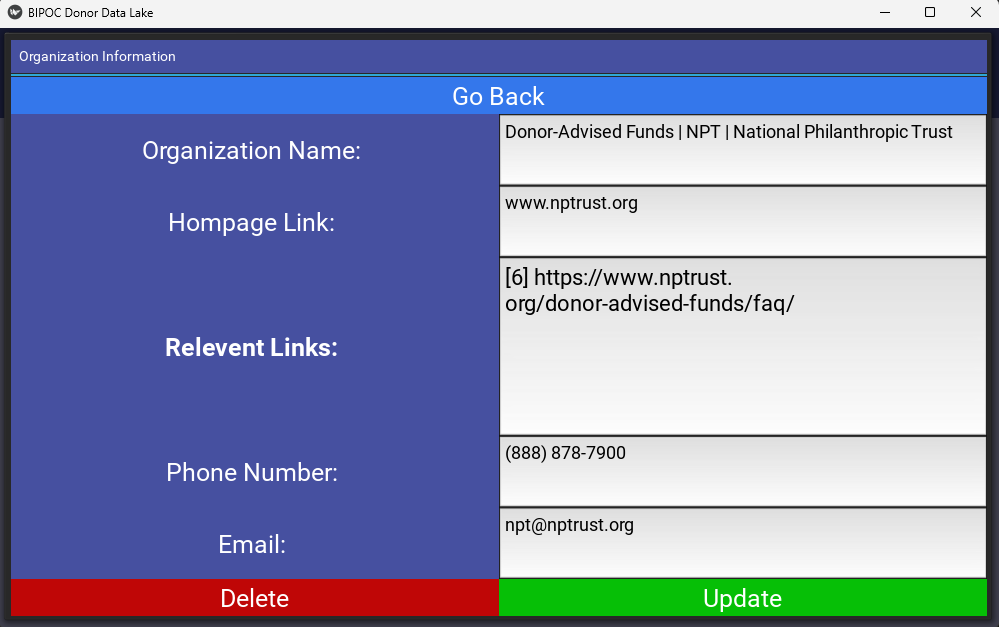 BIPOC Donor Data Lake
Organization Information
Go Back
Organization Name:
Donor-Advised Funds | NPT | National Philanthropic Trust
Hompage Link:
www.nptrust.org
Relevent Links:
[6] https://www.nptrust.
org/donor-advised-funds/faq/
Phone Number:
(888) 878-7900
Email:
npt@nptrust.org
Delete
Update